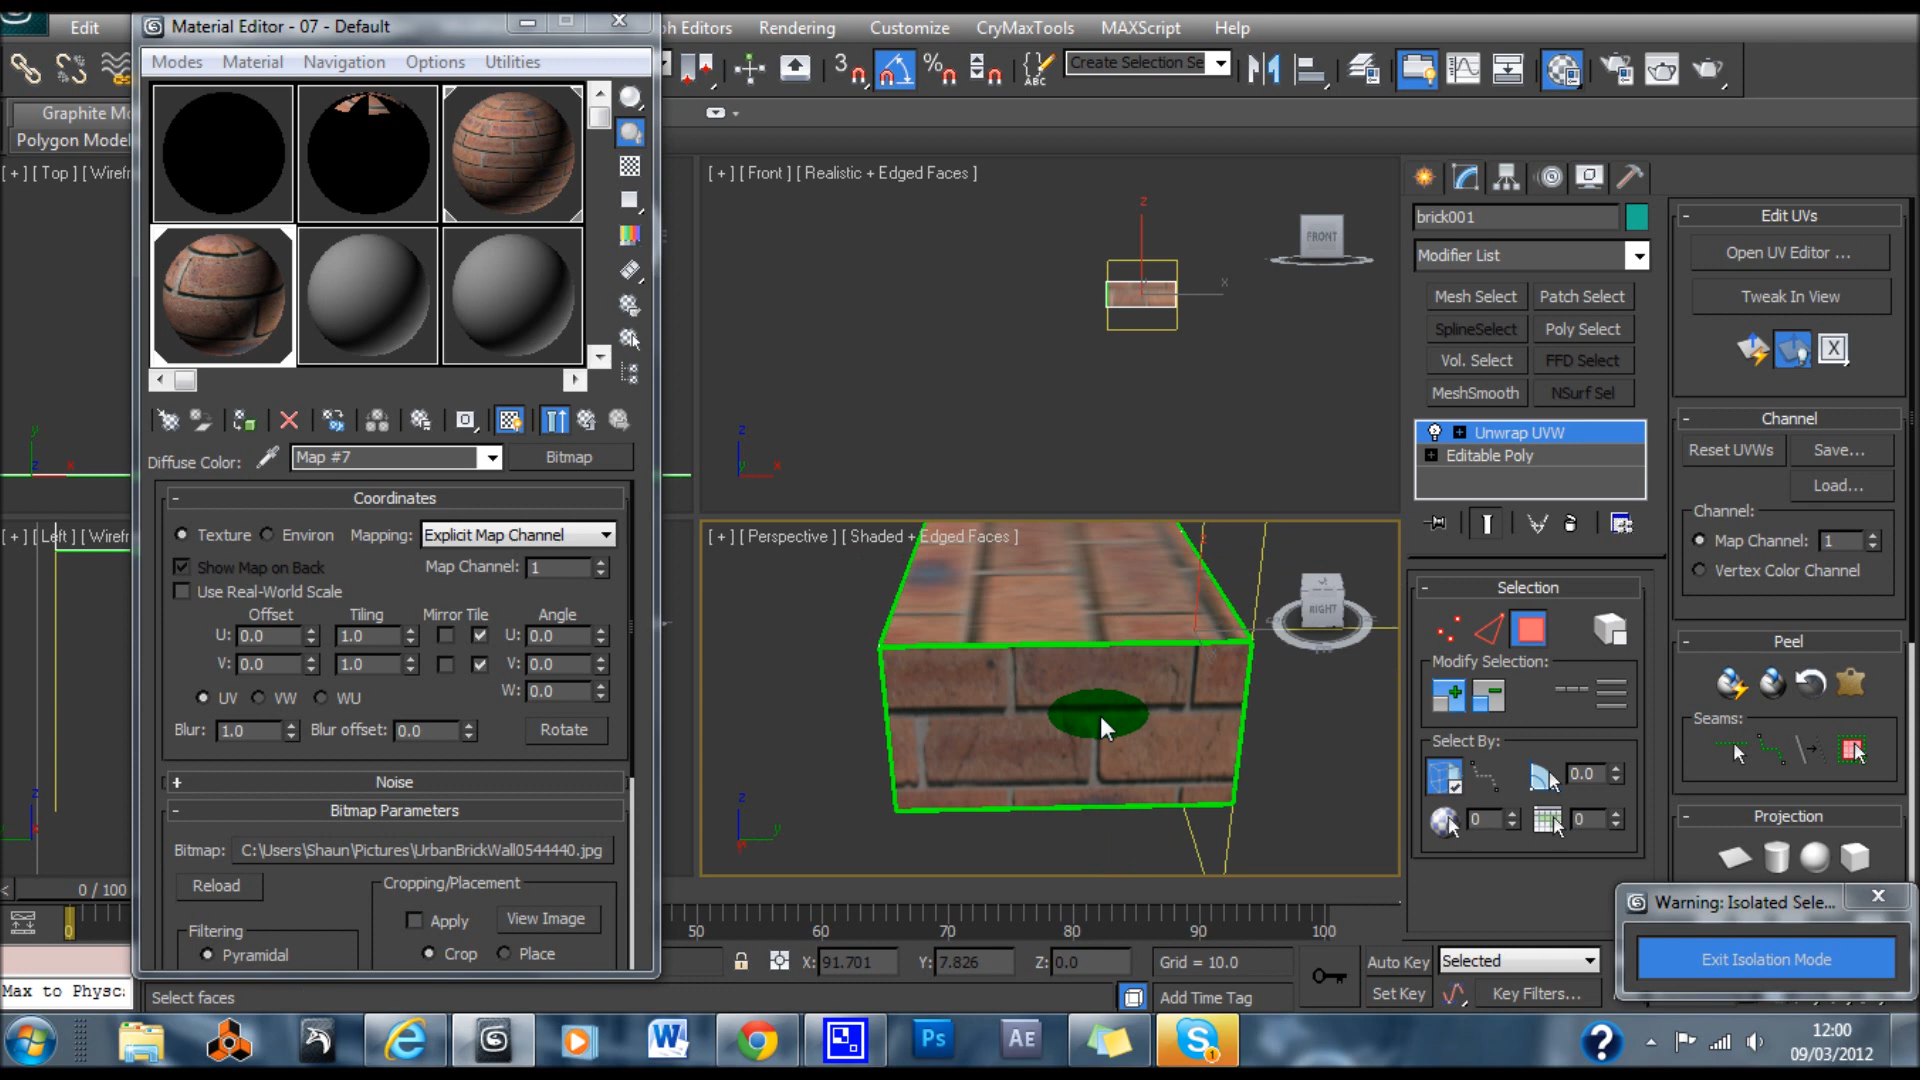 Material Editor - 07 - Default
Modes Material Navigation Options Utilities
Edit
ph Editors Rendering Customize CryMaxTools MAXScript Help
3
%
ABC
Create Selection Se
Graphite Mo
Polygon Model
[ + ] [ Top ] [ Wirefr
[ + ] [ Front ] [ Realistic + Edged Faces ]
z
x
FRONT
z
y
x
Diffuse Color: Map #7 Bitmap
Coordinates
Texture Environ Mapping: Explicit Map Channel
Show Map on Back Map Channel: 1
Use Real-World Scale
Offset Tiling Mirror Tile Angle
U: 0.0 1.0 U: 0.0
V: 0.0 1.0 V: 0.0
UV VW WU W: 0.0
Blur: 1.0 Blur offset: 0.0 Rotate
Noise
Bitmap Parameters
Bitmap: C:\Users\Shaun\Pictures\UrbanBrickWall0544440.jpg
Reload
Cropping/Placement
Apply View Image
Filtering
Pyramidal
Crop Place
[ + ] [ Left ] [ Wirefr
[ + ] [ Perspective ] [ Shaded + Edged Faces ]
RIGHT
z
y
brick001
Modifier List
Mesh Select Patch Select
SplineSelect Poly Select
Vol. Select FFD Select
MeshSmooth NSurf Sel
Unwrap UVW
Editable Poly
Selection
Modify Selection:
Select By:
0.0
0 0
Edit UVs
Open UV Editor ...
Tweak In View
X
Channel
Reset UVWs Save...
Load...
Channel:
Map Channel: 1
Vertex Color Channel
Peel
Seams:
Projection
Warning: Isolated Sele...
Exit Isolation Mode
0 / 100
0
50 60 70 80 90 100
X: 91.701 Y: 7.826 Z: 0.0 Grid = 10.0
Auto Key Selected
Set Key Key Filters...
Max to Physc:
Select faces
Add Time Tag
W
Ps
AE
S
1
?
12:00
09/03/2012